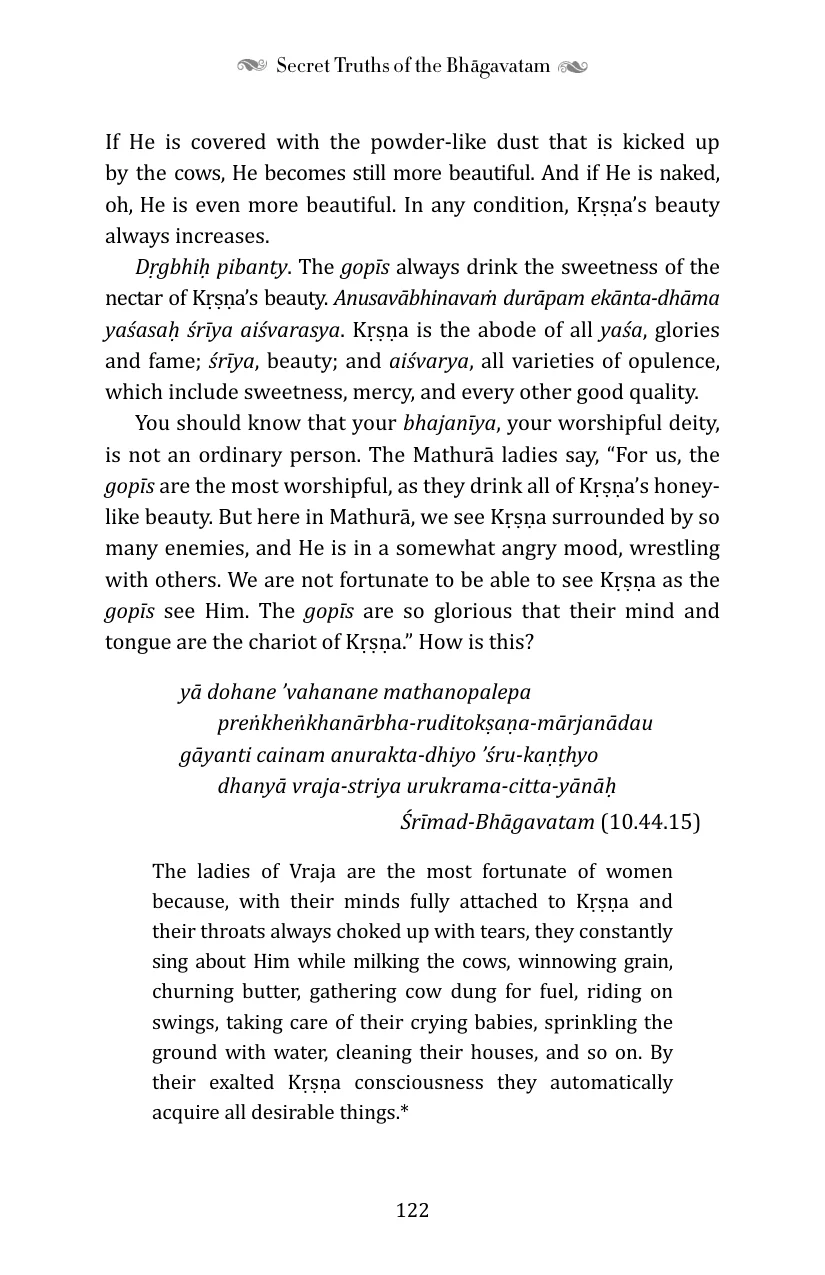 Secret Truths of the Bhāgavatam
If He is covered with the powder-like dust that is kicked up
by the cows, He becomes still more beautiful. And if He is naked,
oh, He is even more beautiful. In any condition, Kṛṣṇa’s beauty
always increases.
Dṛgbhiḥ pibanty. The gopīs always drink the sweetness of the
nectar of Kṛṣṇa’s beauty. Anusavābhinavaṁ durāpam ekānta-dhāma
yaśasaḥ śrīya aiśvarasya. Kṛṣṇa is the abode of all yaśa, glories
and fame; śrīya, beauty; and aiśvarya, all varieties of opulence,
which include sweetness, mercy, and every other good quality.
You should know that your bhajanīya, your worshipful deity,
is not an ordinary person. The Mathurā ladies say, “For us, the
gopīs are the most worshipful, as they drink all of Kṛṣṇa’s honey-
like beauty. But here in Mathurā, we see Kṛṣṇa surrounded by so
many enemies, and He is in a somewhat angry mood, wrestling
with others. We are not fortunate to be able to see Kṛṣṇa as the
gopīs see Him. The gopīs are so glorious that their mind and
tongue are the chariot of Kṛṣṇa.” How is this?
yā dohane ’vahanane mathanopalepa
preṅkheṅkhanārbha-ruditokṣaṇa-mārjanādau
gāyanti cainam anurakta-dhiyo ’śru-kaṇṭhyo
dhanyā vraja-striya urukrama-citta-yānāḥ
Śrīmad-Bhāgavatam (10.44.15)
The ladies of Vraja are the most fortunate of women
because, with their minds fully attached to Kṛṣṇa and
their throats always choked up with tears, they constantly
sing about Him while milking the cows, winnowing grain,
churning butter, gathering cow dung for fuel, riding on
swings, taking care of their crying babies, sprinkling the
ground with water, cleaning their houses, and so on. By
their exalted Kṛṣṇa consciousness they automatically
acquire all desirable things.*
122